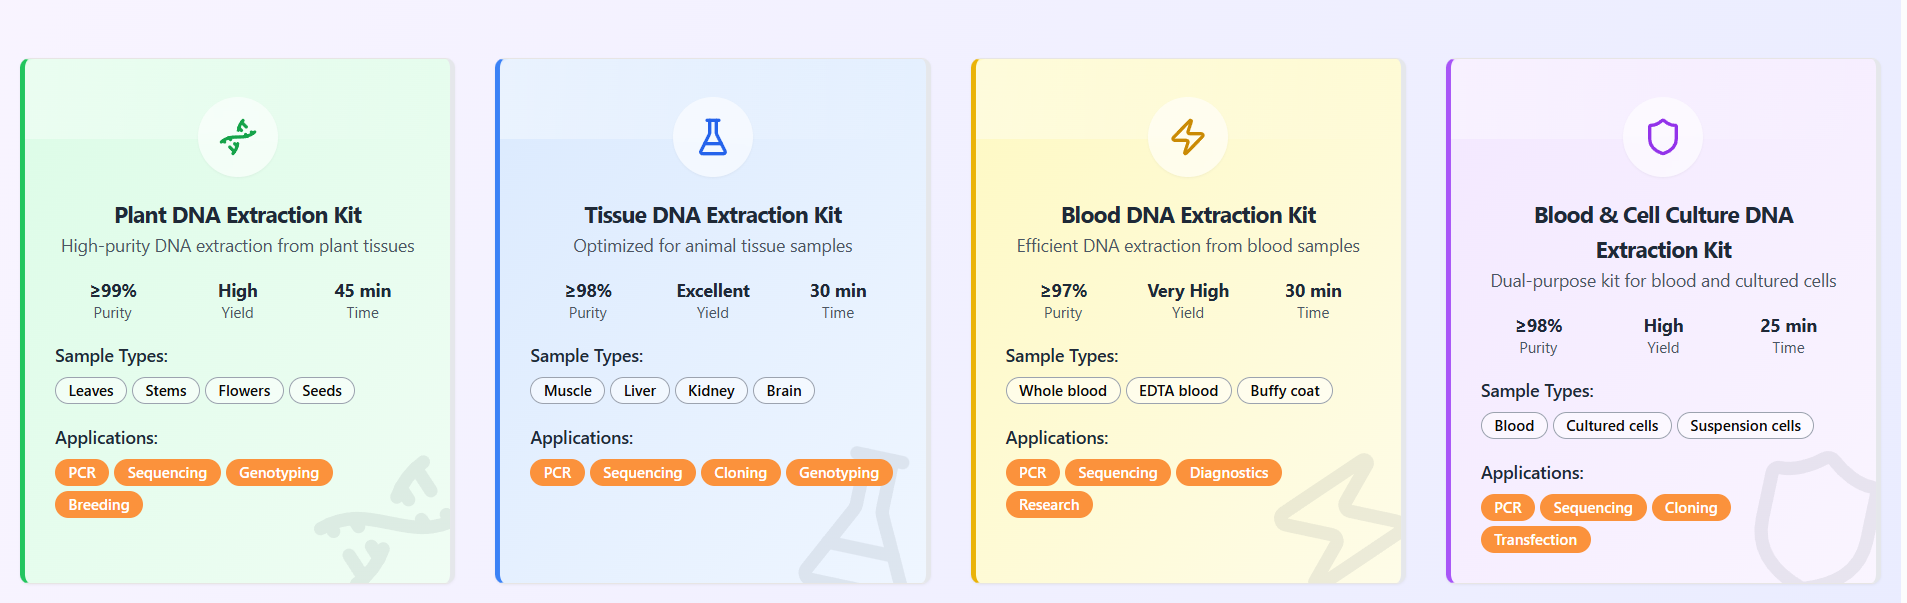 Plant DNA Extraction Kit
High-purity DNA extraction from plant tissues
≥99% High 45 min
Purity Yield Time
Sample Types:
Leaves Stems Flowers Seeds
Applications:
PCR Sequencing Genotyping
Breeding
Tissue DNA Extraction Kit
Optimized for animal tissue samples
≥98% Excellent 30 min
Purity Yield Time
Sample Types:
Muscle Liver Kidney Brain
Applications:
PCR Sequencing Cloning Genotyping
Blood DNA Extraction Kit
Efficient DNA extraction from blood samples
≥97% Very High 30 min
Purity Yield Time
Sample Types:
Whole blood EDTA blood Buffy coat
Applications:
PCR Sequencing Diagnostics
Research
Blood & Cell Culture DNA
Extraction Kit
Dual-purpose kit for blood and cultured cells
≥98% High 25 min
Purity Yield Time
Sample Types:
Blood Cultured cells Suspension cells
Applications:
PCR Sequencing Cloning
Transfection